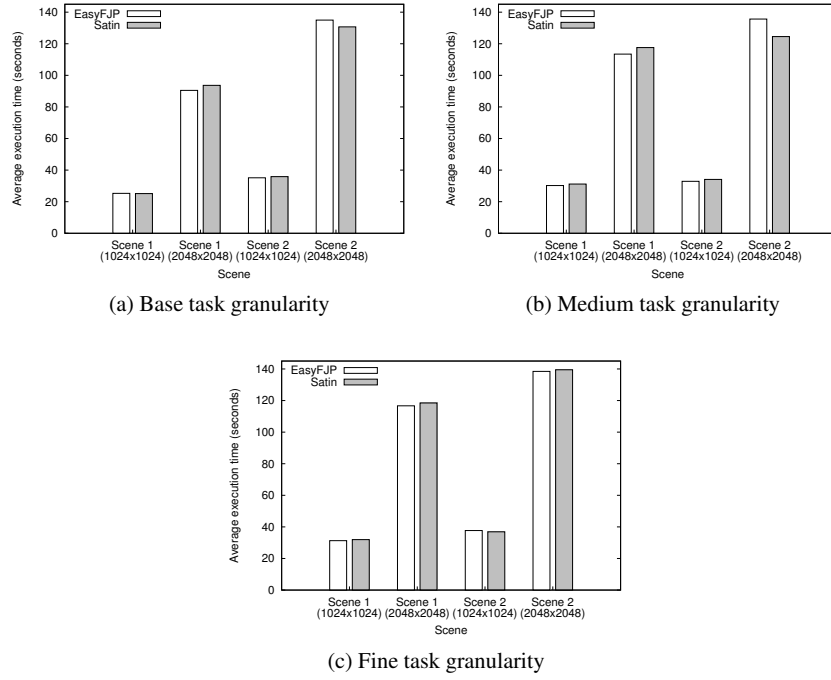 140
120
100
80
60
40
20
0
Average execution time (seconds)
EasyFJP
Satin
Scene 1 Scene 1 Scene 2 Scene 2
(1024x1024) (2048x2048) (1024x1024) (2048x2048)
Scene
(a) Base task granularity
140
120
100
80
60
40
20
0
Average execution time (seconds)
EasyFJP
Satin
Scene 1 Scene 1 Scene 2 Scene 2
(1024x1024) (2048x2048) (1024x1024) (2048x2048)
Scene
(b) Medium task granularity
140
120
100
80
60
40
20
0
Average execution time (seconds)
EasyFJP
Satin
Scene 1 Scene 1 Scene 2 Scene 2
(1024x1024) (2048x2048) (1024x1024) (2048x2048)
Scene
(c) Fine task granularity